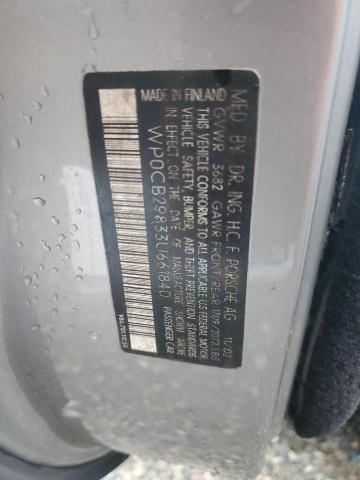 MFD. BY DR. ING. H.C. F. PORSCHE AG 11/02
GVWR 3682 GAWR FRONT/REAR 1709/2072 LBS
THIS VEHICLE CONFORMS TO ALL APPLICABLE US FEDERAL MOTOR
VEHICLE SAFETY, BUMPER, AND THEFT PREVENTION STANDARDS
IN EFFECT ON THE DATE OF MANUFACTURE SHOWN ABOVE
MADE IN FINLAND PASSENGER CAR
WP0CB29833U661840